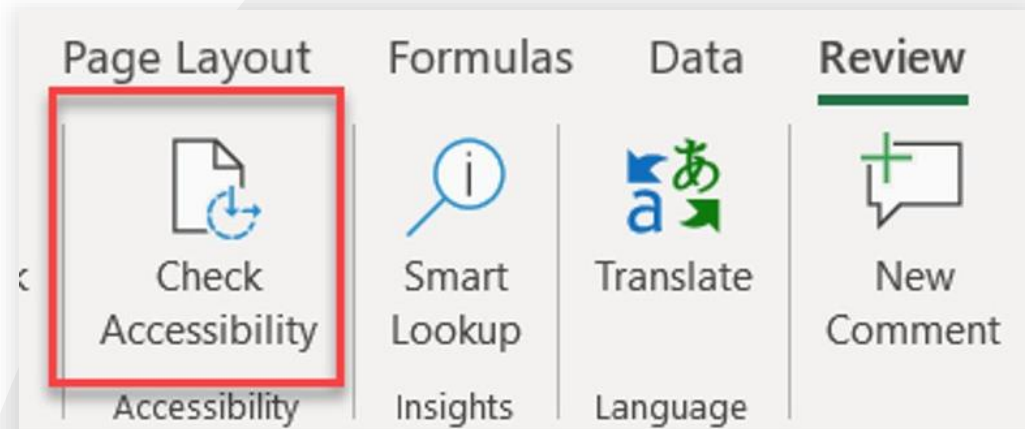 Page Layout Formulas Data Review
Check Smart Translate New
Accessibility Lookup Comment
Accessibility Insights Language